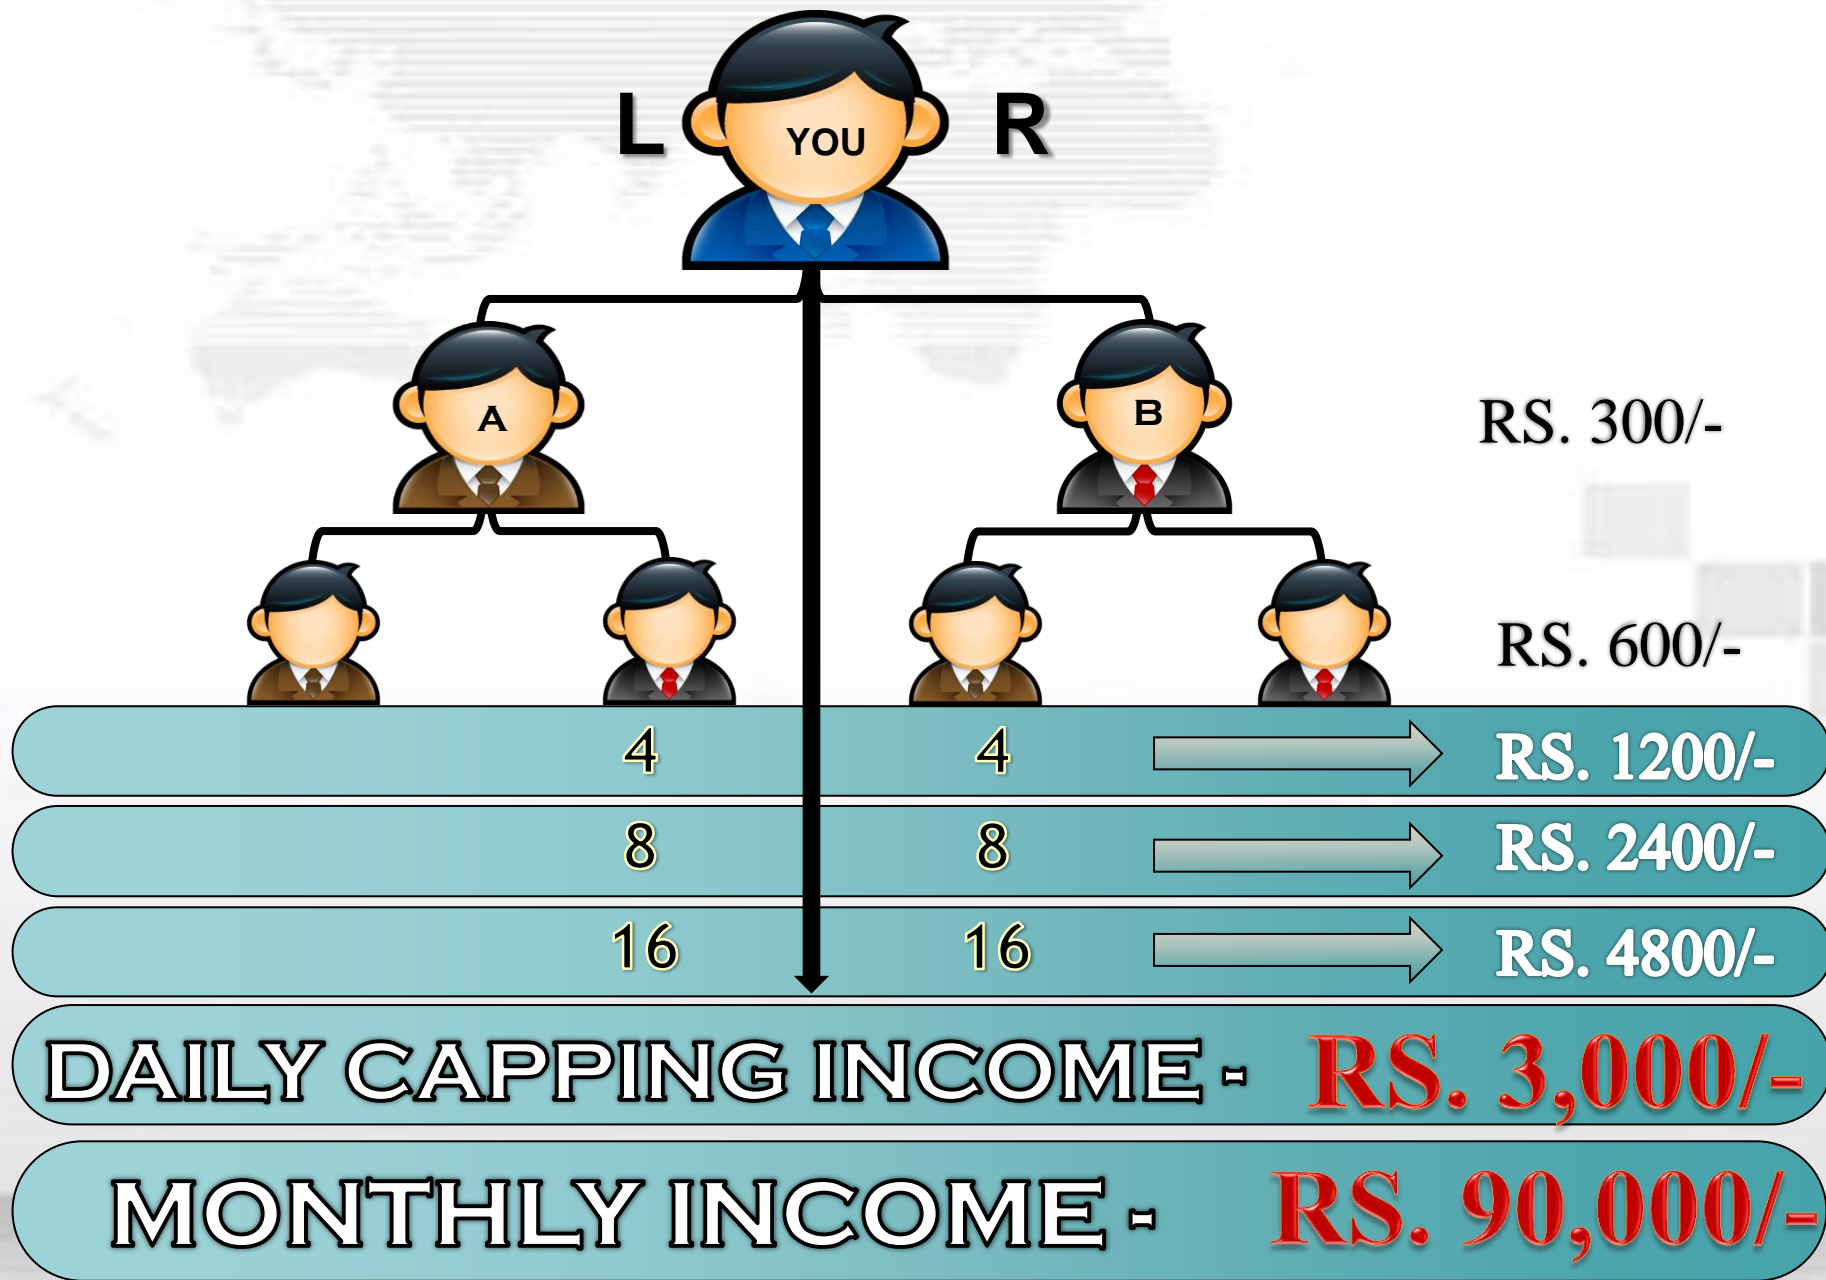 L YOU R
A B RS. 300/-
RS. 600/-
4 4 RS. 1200/-
8 8 RS. 2400/-
16 16 RS. 4800/-
DAILY CAPPING INCOME - RS. 3,000/-
MONTHLY INCOME - RS. 90,000/-